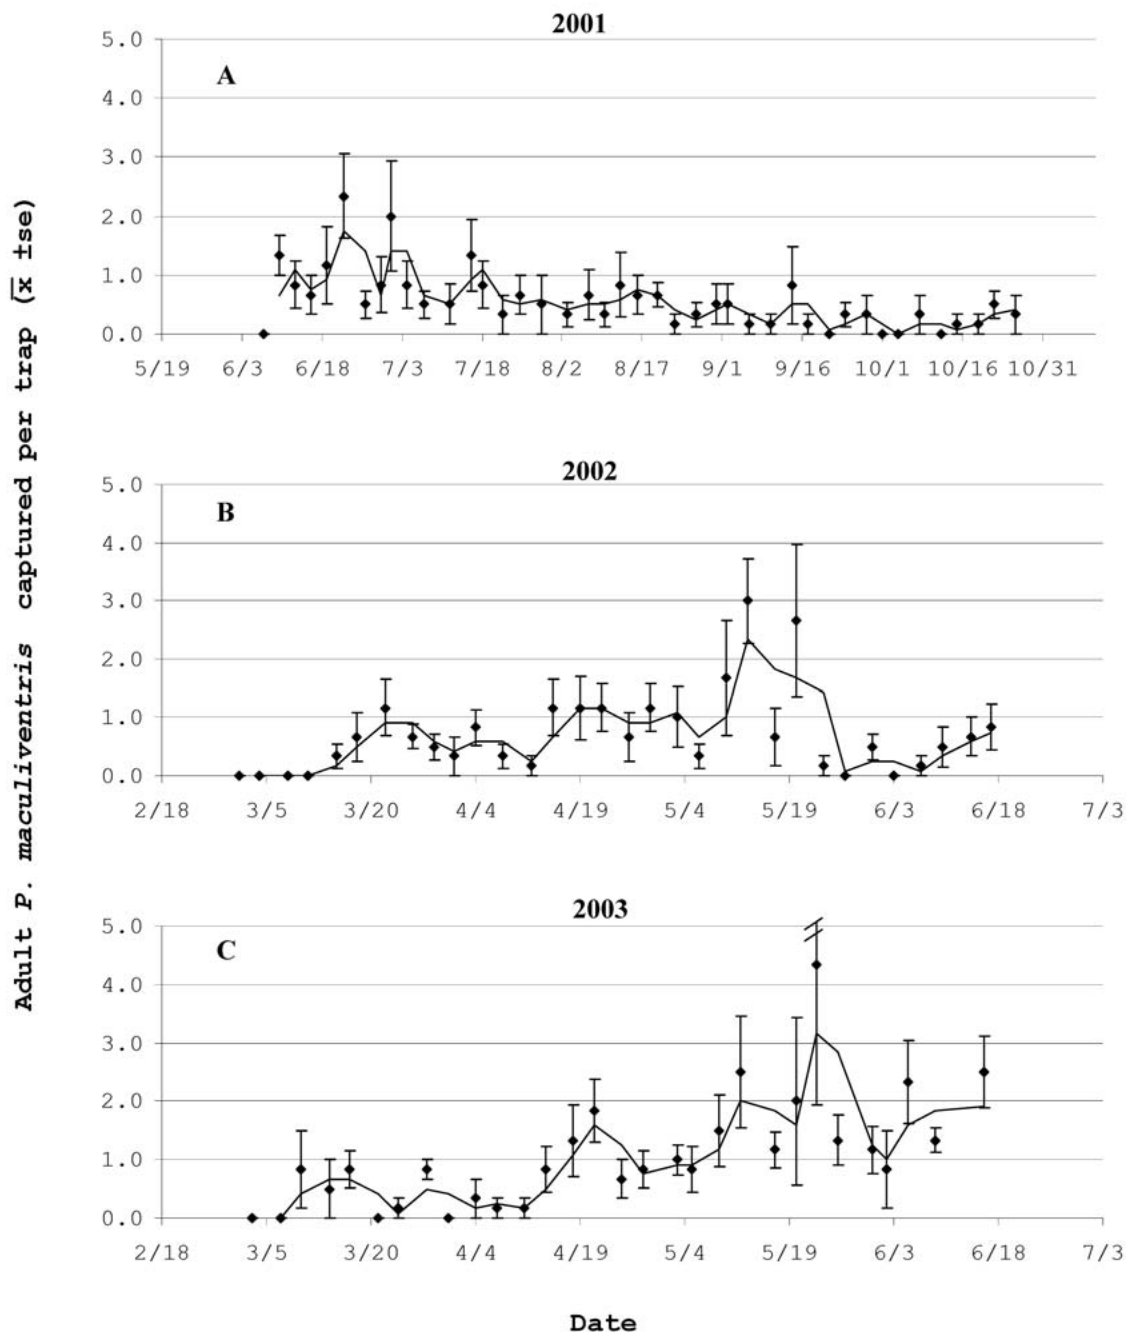 2001
A
5.0
4.0
3.0
2.0
1.0
0.0
5/19 6/3 6/18 7/3 7/18 8/2 8/17 9/1 9/16 10/1 10/16 10/31
2002
B
5.0
4.0
3.0
2.0
1.0
0.0
2/18 3/5 3/20 4/4 4/19 5/4 5/19 6/3 6/18 7/3
2003
C
5.0
4.0
3.0
2.0
1.0
0.0
2/18 3/5 3/20 4/4 4/19 5/4 5/19 6/3 6/18 7/3
Adult P. maculiventris captured per trap (x̅ ±se)
Date